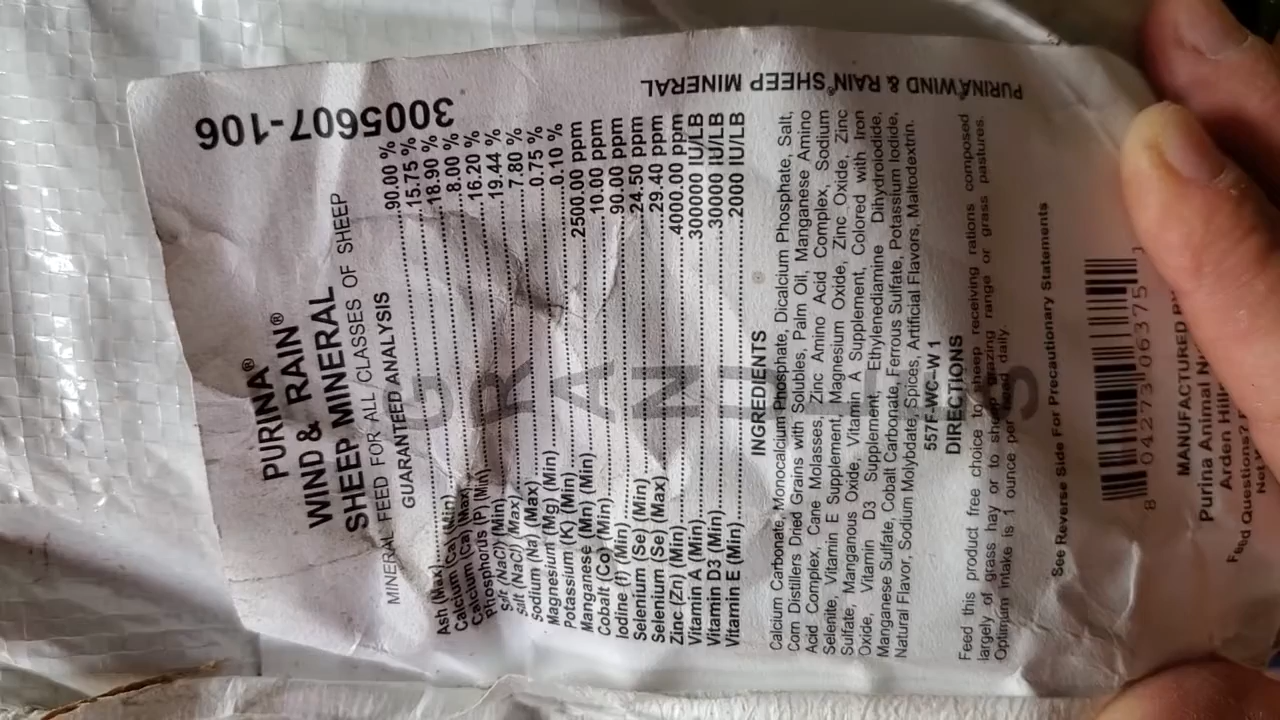 3005607-106
PURINA®
WIND & RAIN®
SHEEP MINERAL
MINERAL FEED FOR ALL CLASSES OF SHEEP
GUARANTEED ANALYSIS
Ash (Max)....90.00 %
Calcium (Ca) (Min)....15.75 %
Calcium (Ca) (Max)....18.90 %
Phosphorus (P) (Min)....8.00 %
Salt (NaCl) (Min)....16.20 %
Salt (NaCl) (Max)....19.44 %
Sodium (Na) (Max)....7.80 %
Magnesium (Mg) (Min)....0.75 %
Potassium (K) (Min)....0.10 %
Manganese (Mn) (Min)....2500.00 ppm
Cobalt (Co) (Min)....10.00 ppm
Iodine (I) (Min)....90.00 ppm
Selenium (Se) (Min)....24.50 ppm
Selenium (Se) (Max)....29.40 ppm
Zinc (Zn) (Min)....4000.00 ppm
Vitamin A (Min)....300000 IU/LB
Vitamin D3 (Min)....30000 IU/LB
Vitamin E (Min)....2000 IU/LB
INGREDIENTS
Calcium Carbonate, Monocalcium Phosphate, Dicalcium Phosphate, Salt,
Corn Distillers Dried Grains with Solubles, Palm Oil, Manganese Amino
Acid Complex, Cane Molasses, Zinc Amino Acid Complex, Sodium
Selenite, Vitamin E Supplement, Magnesium Oxide, Zinc Oxide, Zinc
Sulfate, Manganous Oxide, Vitamin A Supplement, Colored with Iron
Oxide, Vitamin D3 Supplement, Ethylenediamine Dihydroiodide,
Manganese Sulfate, Cobalt Carbonate, Ferrous Sulfate, Potassium Iodide,
Natural Flavor, Sodium Molybdate, Spices, Artificial Flavors, Maltodextrin.
557F-WC-W 1
DIRECTIONS
Feed this product free choice to sheep receiving rations composed
largely of grass hay or to sheep grazing range or grass pastures.
Optimum intake is 1 ounce per head daily.
See Reverse Side For Precautionary Statements
8 04273 06375 1
MANUFACTURED
Purina Animal
Arden
Feed Questions?
Net
PURINA® WIND & RAIN® SHEEP MINERAL